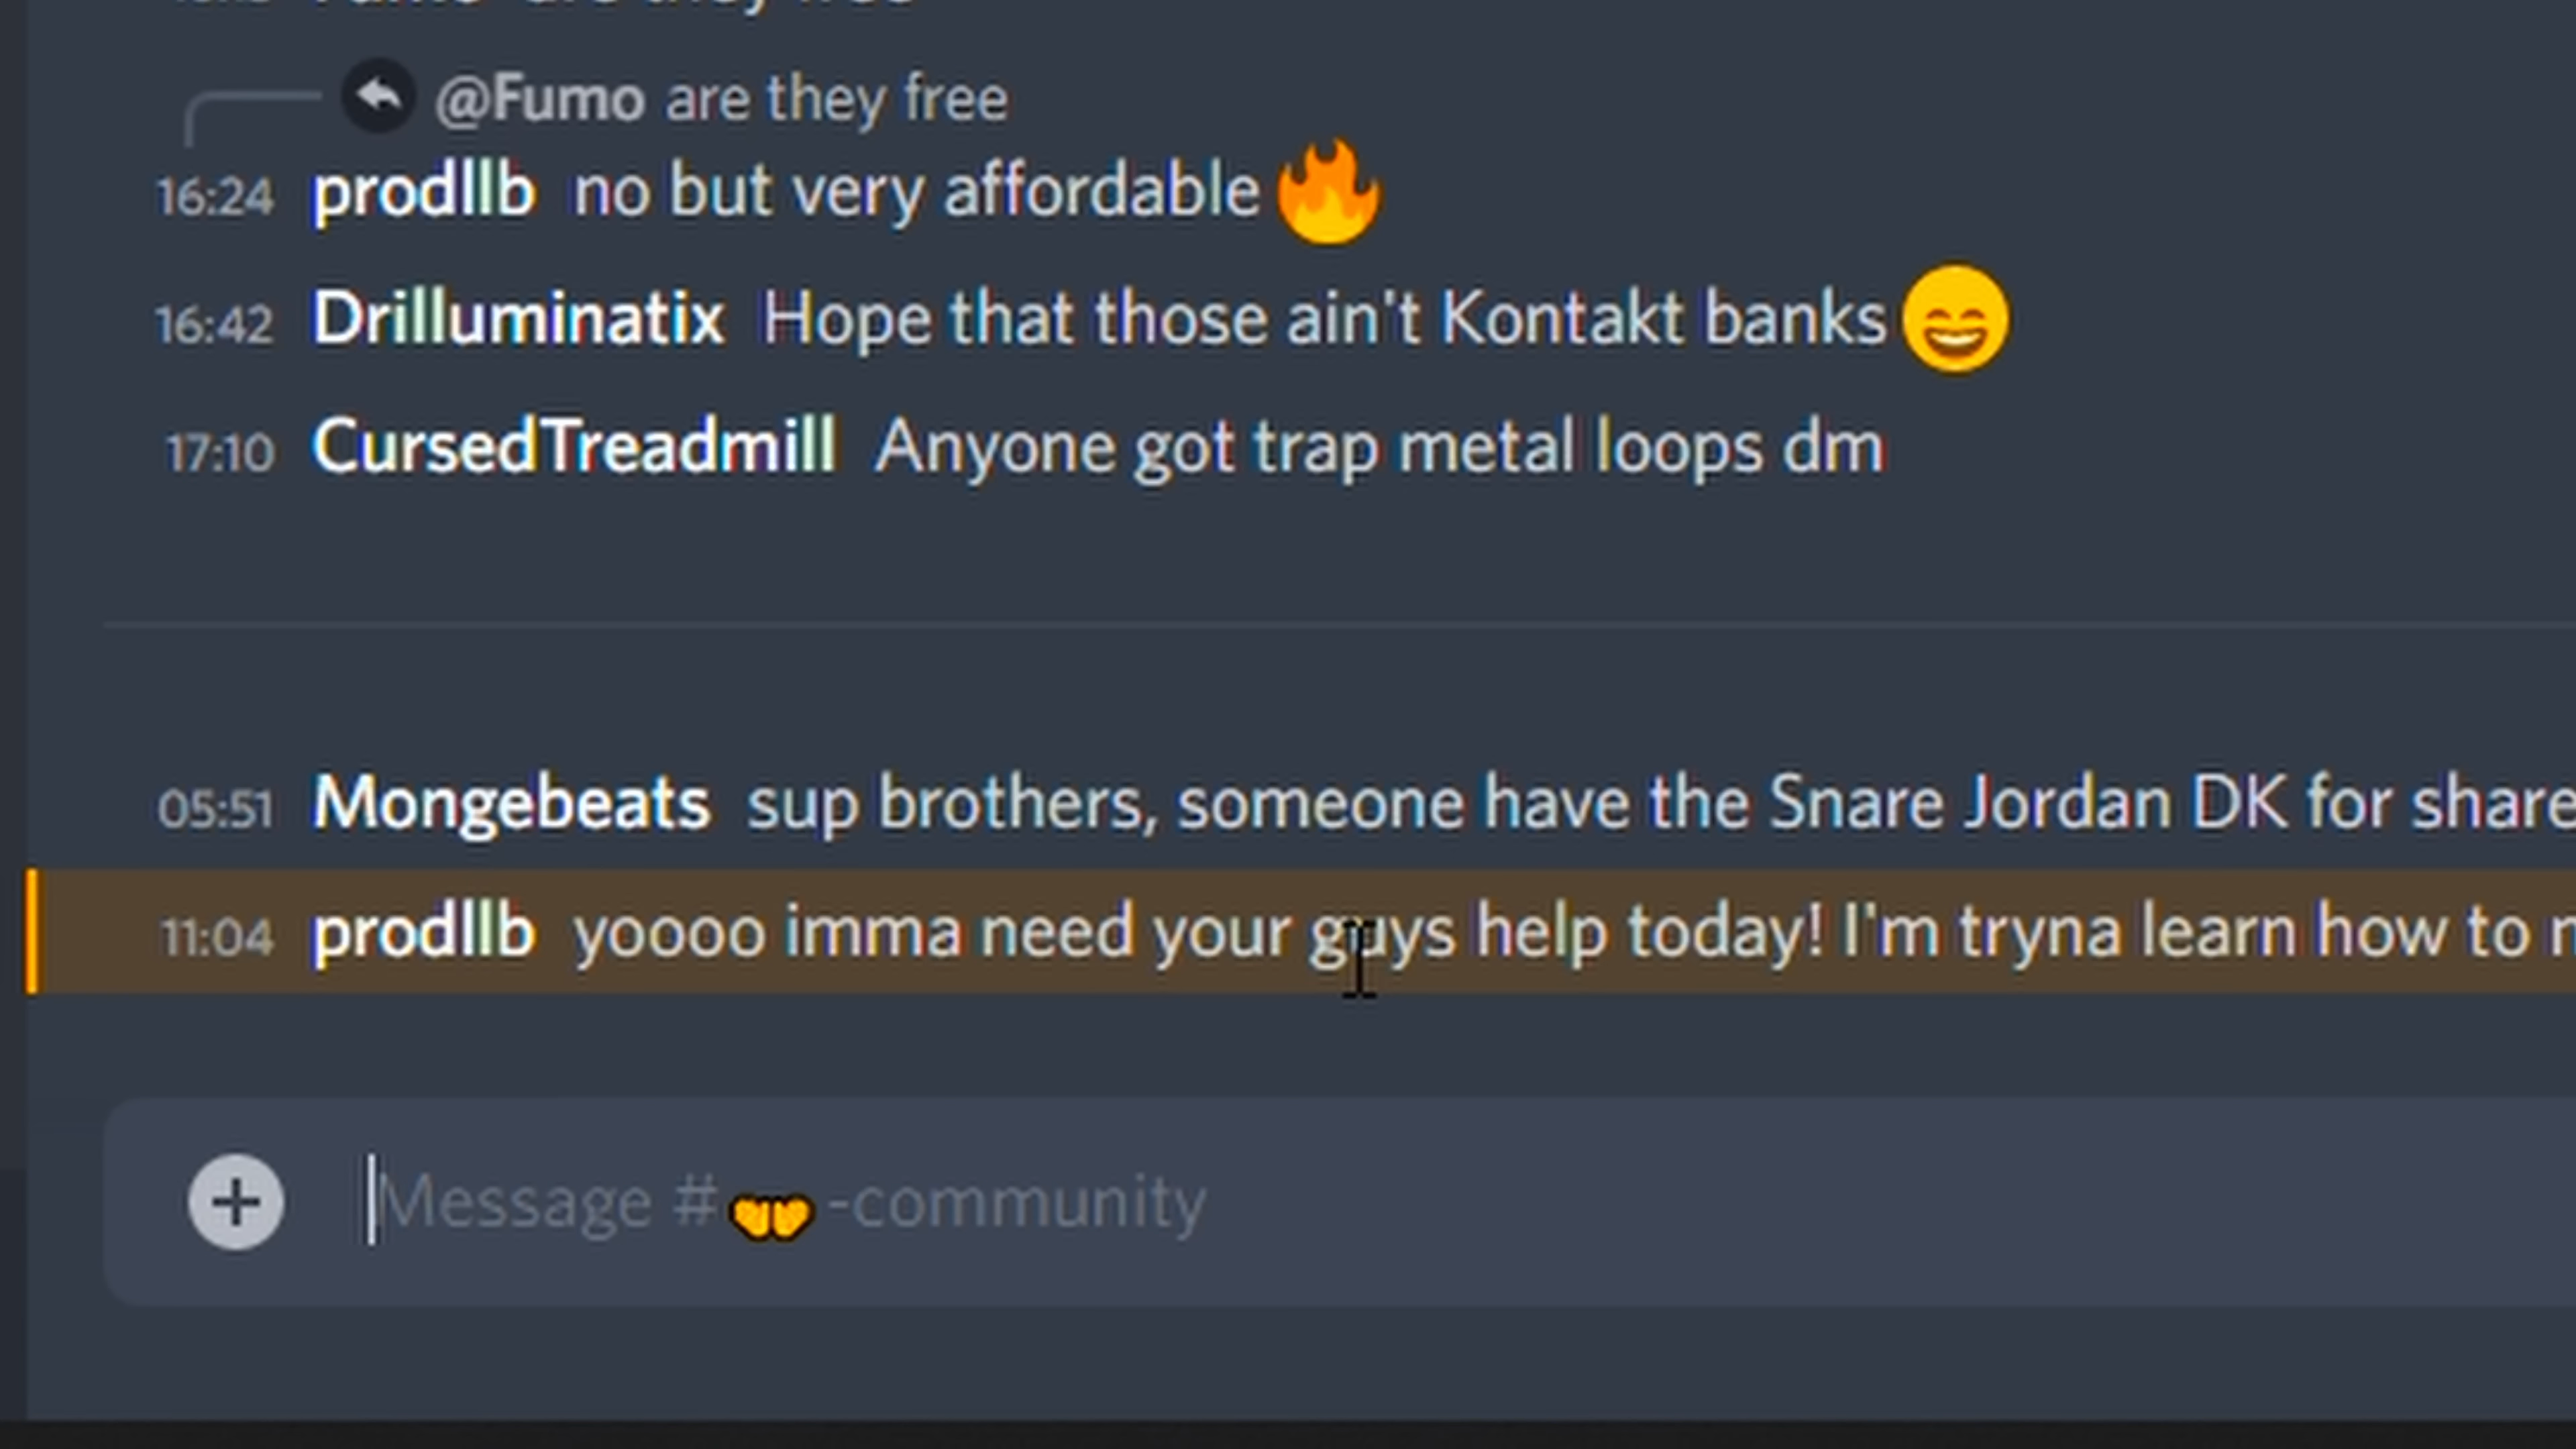 are they free
@Fumo are they free
16:24 prodllb no but very affordable🔥
16:42 Drilluminatix Hope that those ain't Kontakt banks😄
17:10 CursedTreadmill Anyone got trap metal loops dm
05:51 Mongebeats sup brothers, someone have the Snare Jordan DK for share
11:04 prodllb yoooo imma need your guys help today! I'm tryna learn how to
Message #👐-community